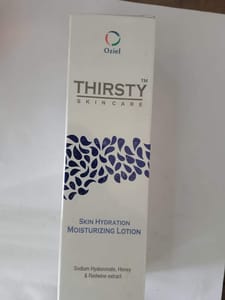 Oziel
THIRSTY™
SKIN CARE
SKIN HYDRATION
MOISTURIZING LOTION
Sodium Hyaluronate, Honey
& Redwine extract